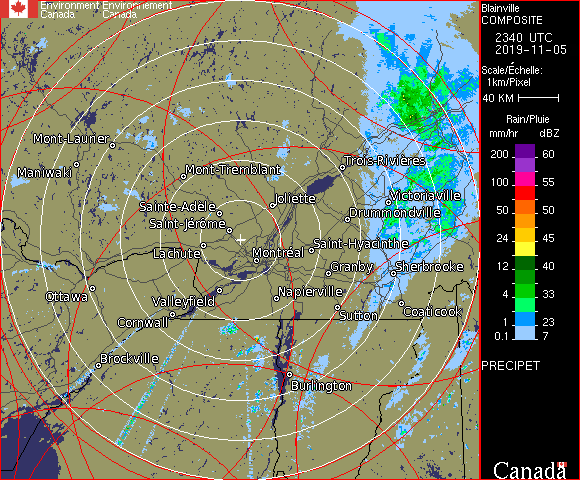 Environment Environnement
Canada Canada
Blainville
COMPOSITE
2340 UTC
2019-11-05
Scale/Échelle:
1km/Pixel
40 KM
Rain/Pluie
mm/hr dBZ
200 60
100 55
50 50
24 45
12 40
4 33
1 23
0.1 7
PRECIPET
Canada
Mont-Laurier
Maniwaki
Mont-Tremblant
Trois-Rivières
Sainte-Adèle
Joliette
Victoriaville
Saint-Jérôme
Drummondville
Lachute
Montréal
Saint-Hyacinthe
Granby
Sherbrooke
Ottawa
Valleyfield
Napierville
Cornwall
Sutton
Coaticook
Brockville
Burlington